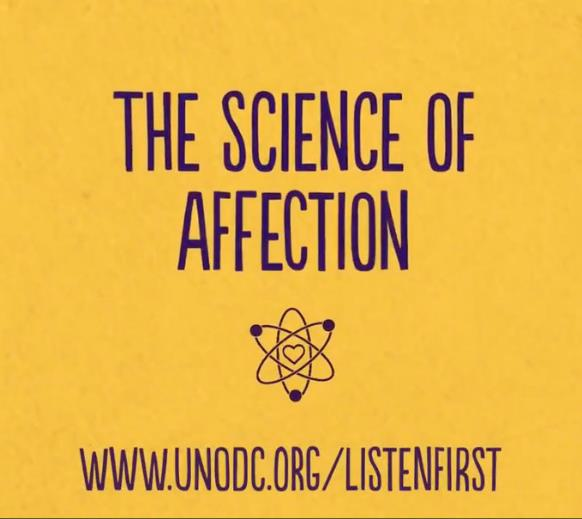 THE SCIENCE OF
AFFECTION
WWW.UNODC.ORG/LISTENFIRST